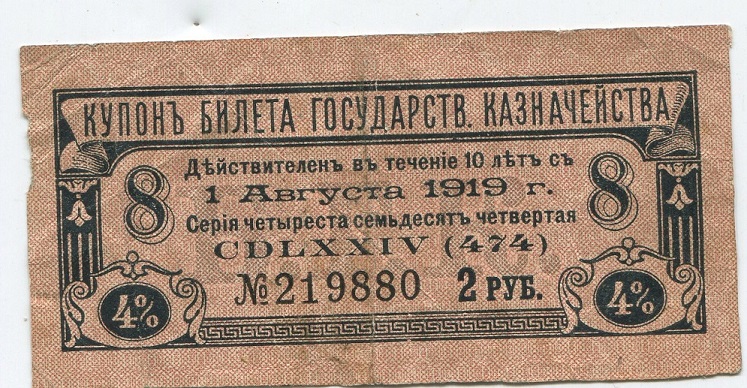 КУПОНЪ БИЛЕТА ГОСУДАРСТВ. КАЗНАЧЕЙСТВА
Дѣйствителенъ въ теченіе 10 лѣтъ съ
8 1 Августа 1919 г. 8
Серія четыреста семьдесятъ четвертая
CDLXXIV (474)
№219880 2 РУБ.
4% 4%